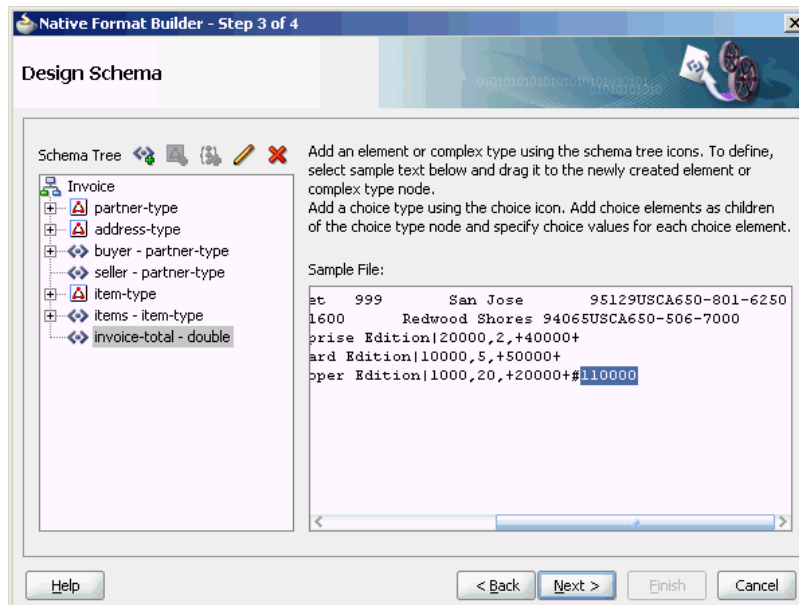 Native Format Builder - Step 3 of 4
Design Schema
Schema Tree
Invoice
partner-type
address-type
buyer - partner-type
seller - partner-type
item-type
items - item-type
invoice-total - double
Add an element or complex type using the schema tree icons. To define,
select sample text below and drag it to the newly created element or
complex type node.
Add a choice type using the choice icon. Add choice elements as children
of the choice type node and specify choice values for each choice element.
Sample File:
et 999 San Jose 95129USCA650-801-6250
1600 Redwood Shores 94065USCA650-506-7000
prise Edition|20000,2,+40000+
ard Edition|10000,5,+50000+
oper Edition|1000,20,+20000+#110000
Help
< Back
Next >
Finish
Cancel